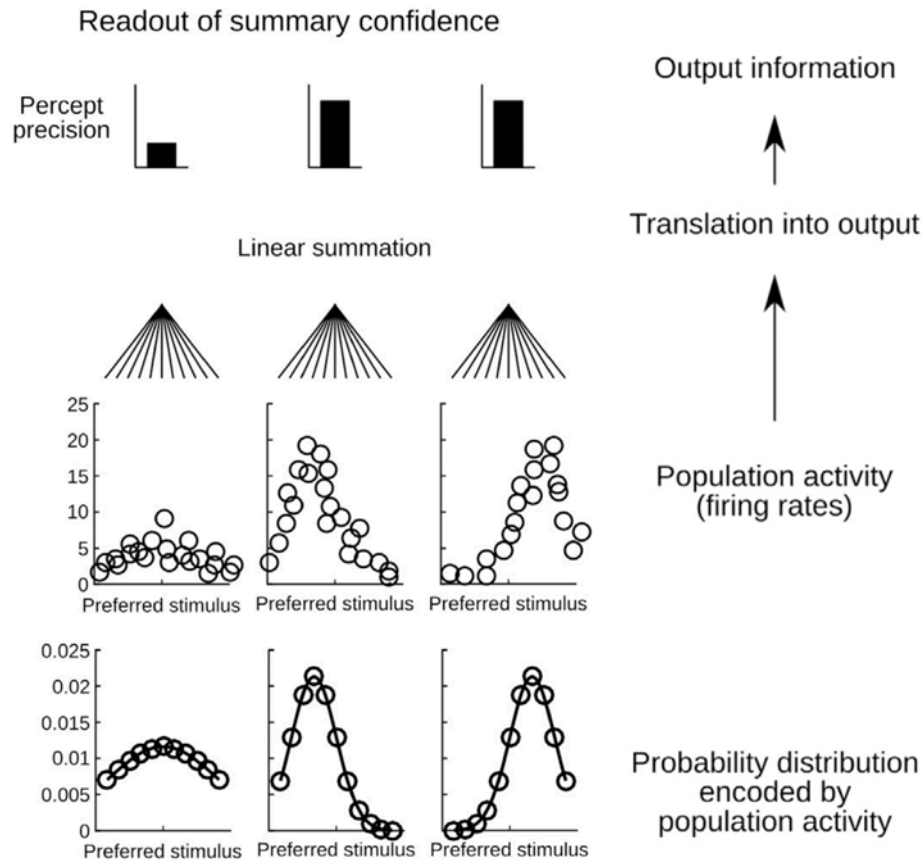 Readout of summary confidence
Output information
Percept
precision
Translation into output
Linear summation
25
20
15
10
5
0
Population activity
(firing rates)
Preferred stimulus Preferred stimulus Preferred stimulus
0.025
0.02
0.015
0.01
0.005
0
Probability distribution
encoded by
population activity
Preferred stimulus Preferred stimulus Preferred stimulus